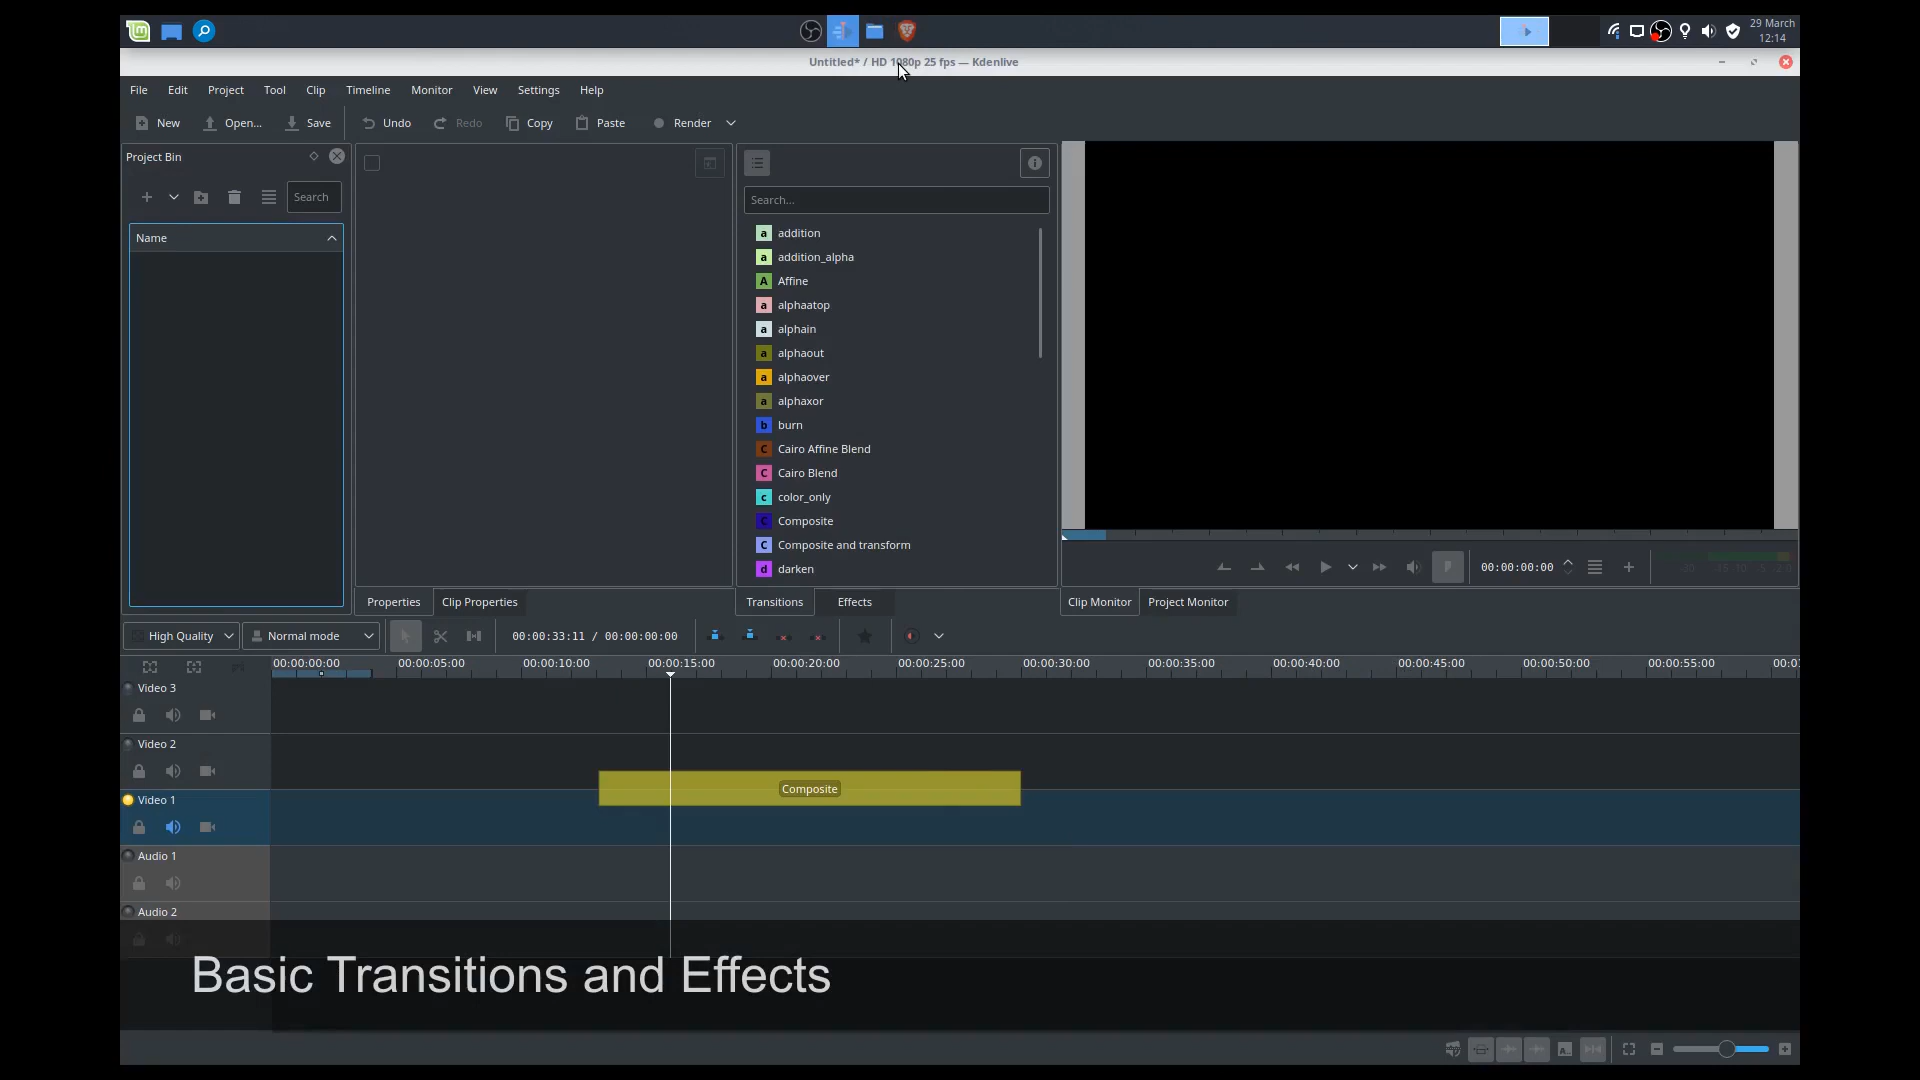 29 March
12:14
Untitled* / HD 1080p 25 fps — Kdenlive
File Edit Project Tool Clip Timeline Monitor View Settings Help
New Open... Save Undo Redo Copy Paste Render
Project Bin
Search
Name
Search...
a addition
a addition_alpha
A Affine
a alphaatop
a alphain
a alphaout
a alphaover
a alphaxor
b burn
C Cairo Affine Blend
C Cairo Blend
c color_only
C Composite
C Composite and transform
d darken
00:00:00:00
Properties Clip Properties Transitions Effects Clip Monitor Project Monitor
High Quality Normal mode 00:00:33:11 / 00:00:00:00
00:00:00:00 00:00:05:00 00:00:10:00 00:00:15:00 00:00:20:00 00:00:25:00 00:00:30:00 00:00:35:00 00:00:40:00 00:00:45:00 00:00:50:00 00:00:55:00 00:0
Video 3
Video 2
Composite
Video 1
Audio 1
Audio 2
Basic Transitions and Effects